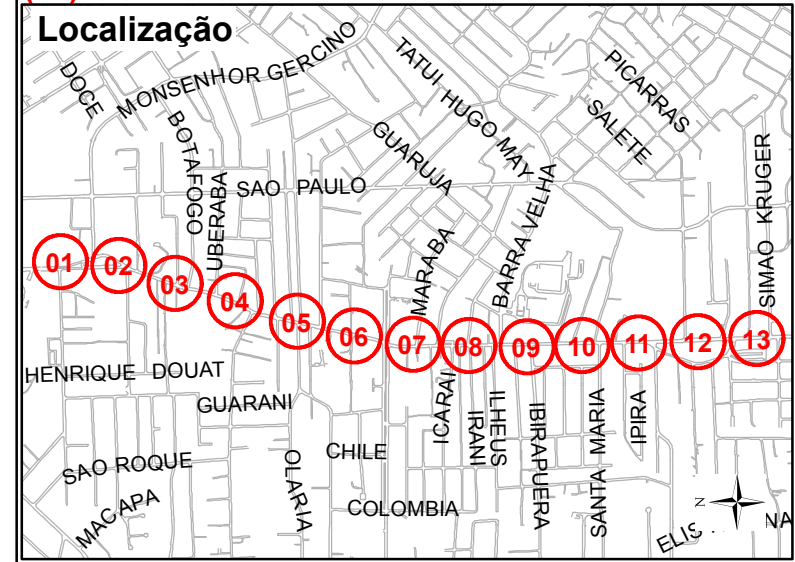 Localização
DOCE
MONSENHOR GERCINO
TATUI
HUGO MAY
PICARRAS
SALETE
BOTAFOGO
GUARUJA
UBERABA
SAO PAULO
SIMAO KRUGER
BARRA VELHA
MARABA
01
02
03
04
05
06
07
08
09
10
11
12
13
HENRIQUE DOUAT
GUARANI
ICARAI
IRANI
ILHEUS
IBIRAPUERA
SANTA MARIA
IPIRA
CHILE
OLARIA
SAO ROQUE
MACAPA
COLOMBIA
N